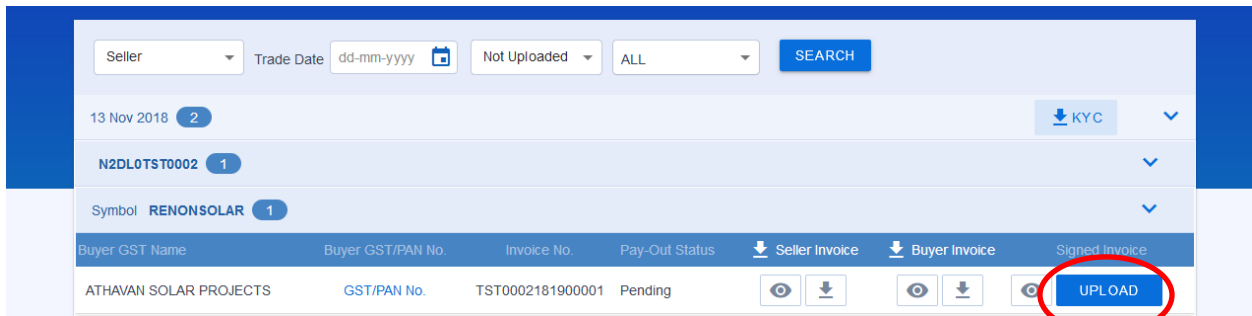 Seller Trade Date dd-mm-yyyy Not Uploaded ALL SEARCH
13 Nov 2018 2 KYC
N2DL0TST0002 1
Symbol RENONSOLAR 1
Buyer GST Name Buyer GST/PAN No. Invoice No. Pay-Out Status Seller Invoice Buyer Invoice Signed Invoice
ATHAVAN SOLAR PROJECTS GST/PAN No. TST0002181900001 Pending UPLOAD